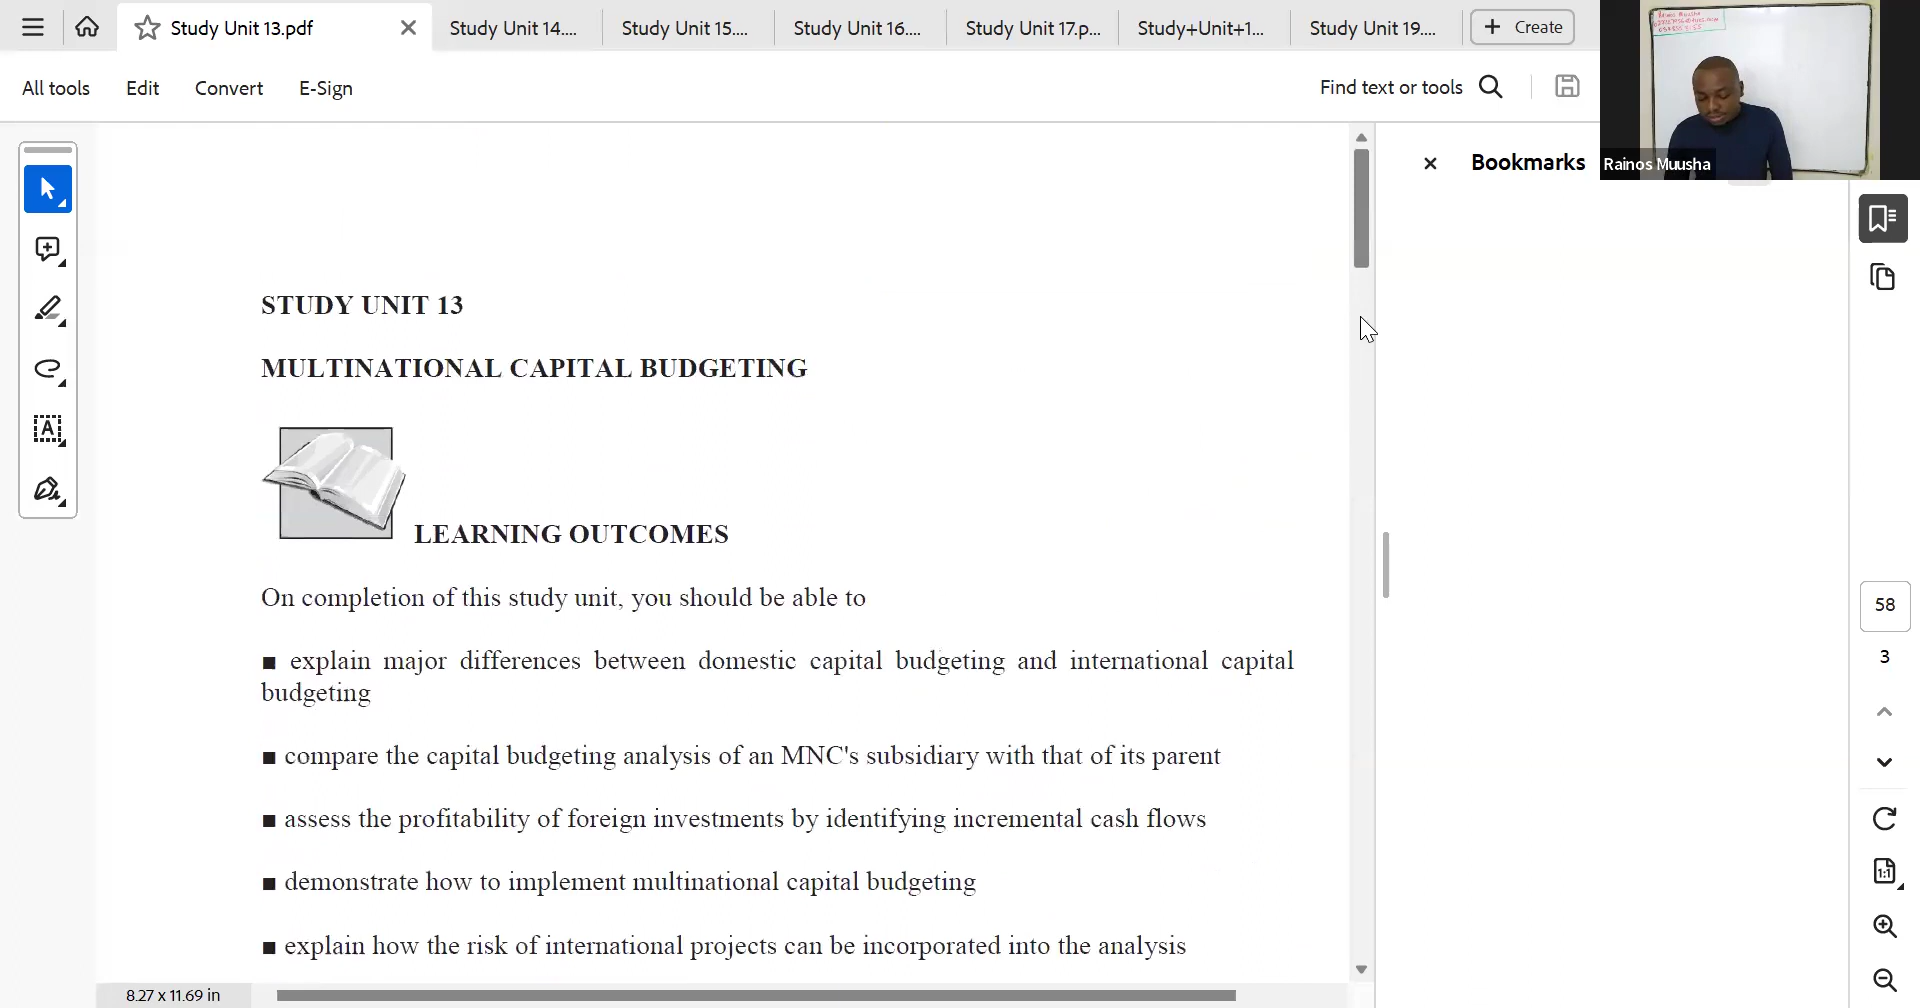 Study Unit 13.pdf
Study Unit 14....
Study Unit 15....
Study Unit 16....
Study Unit 17.p...
Study+Unit+1...
Study Unit 19....
Create
All tools
Edit
Convert
E-Sign
Find text or tools
Bookmarks
Rainos Muusha
STUDY UNIT 13
MULTINATIONAL CAPITAL BUDGETING
LEARNING OUTCOMES
On completion of this study unit, you should be able to
■ explain major differences between domestic capital budgeting and international capital
budgeting
■ compare the capital budgeting analysis of an MNC's subsidiary with that of its parent
■ assess the profitability of foreign investments by identifying incremental cash flows
■ demonstrate how to implement multinational capital budgeting
■ explain how the risk of international projects can be incorporated into the analysis
58
3
1:1
8.27 x 11.69 in